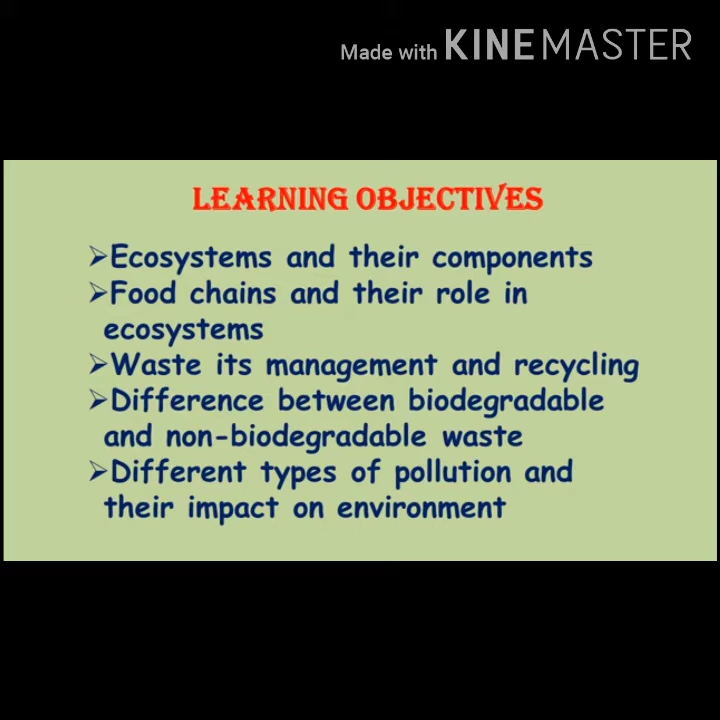 Made with KINEMASTER
LEARNING OBJECTIVES
➢Ecosystems and their components
➢Food chains and their role in
ecosystems
➢Waste its management and recycling
➢Difference between biodegradable
and non-biodegradable waste
➢Different types of pollution and
their impact on environment